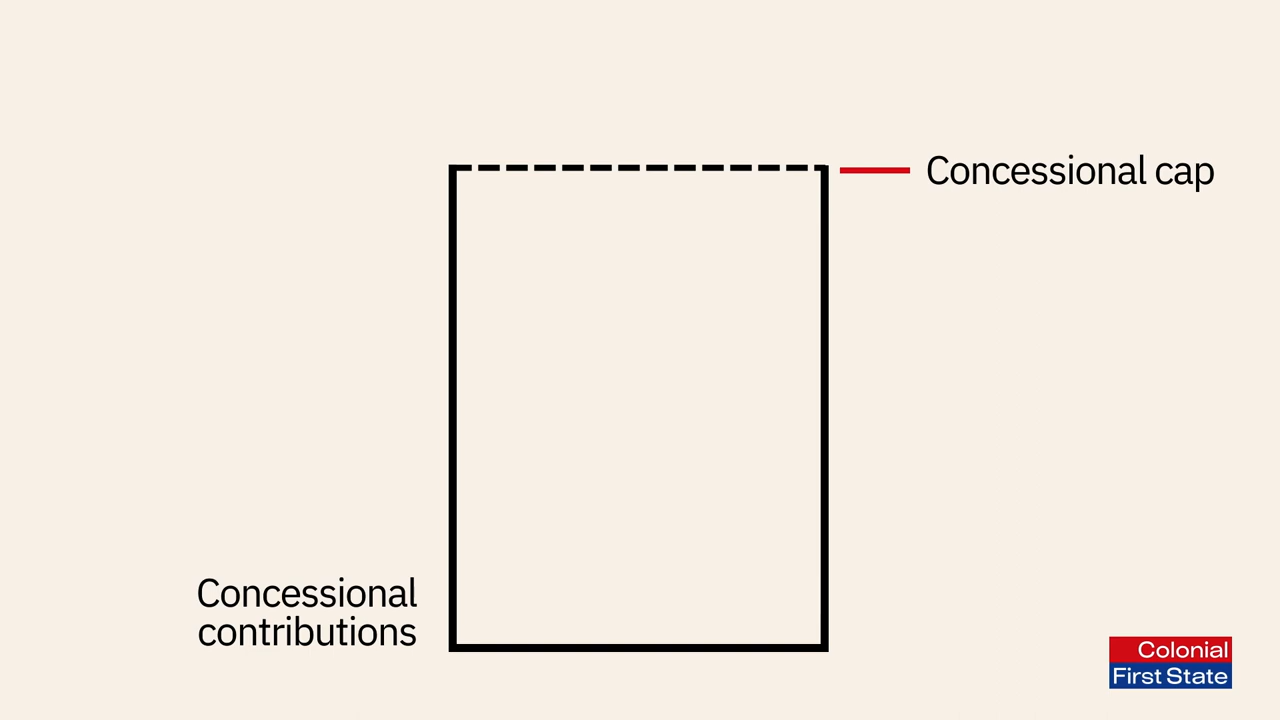 Concessional cap
Concessional
contributions
Colonial
First State